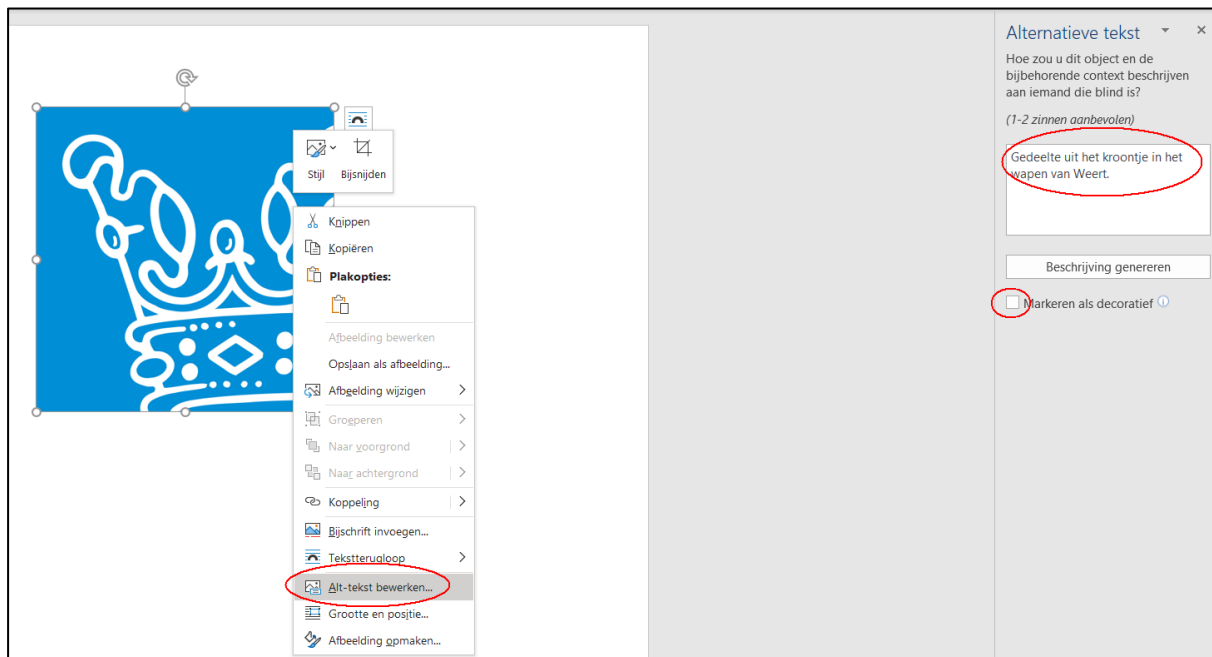 Stijl
Bijsnijden
Knippen
Kopiëren
Plakopties:
Afbeelding bewerken
Opslaan als afbeelding...
Afbeelding wijzigen
Groeperen
Naar voorgrond
Naar achtergrond
Koppeling
Bijschrift invoegen...
Tekstterugloop
Alt-tekst bewerken...
Grootte en positie...
Afbeelding opmaken...
Alternatieve tekst
Hoe zou u dit object en de
bijbehorende context beschrijven
aan iemand die blind is?
(1-2 zinnen aanbevolen)
Gedeelte uit het kroontje in het
wapen van Weert.
Beschrijving genereren
Markeren als decoratief